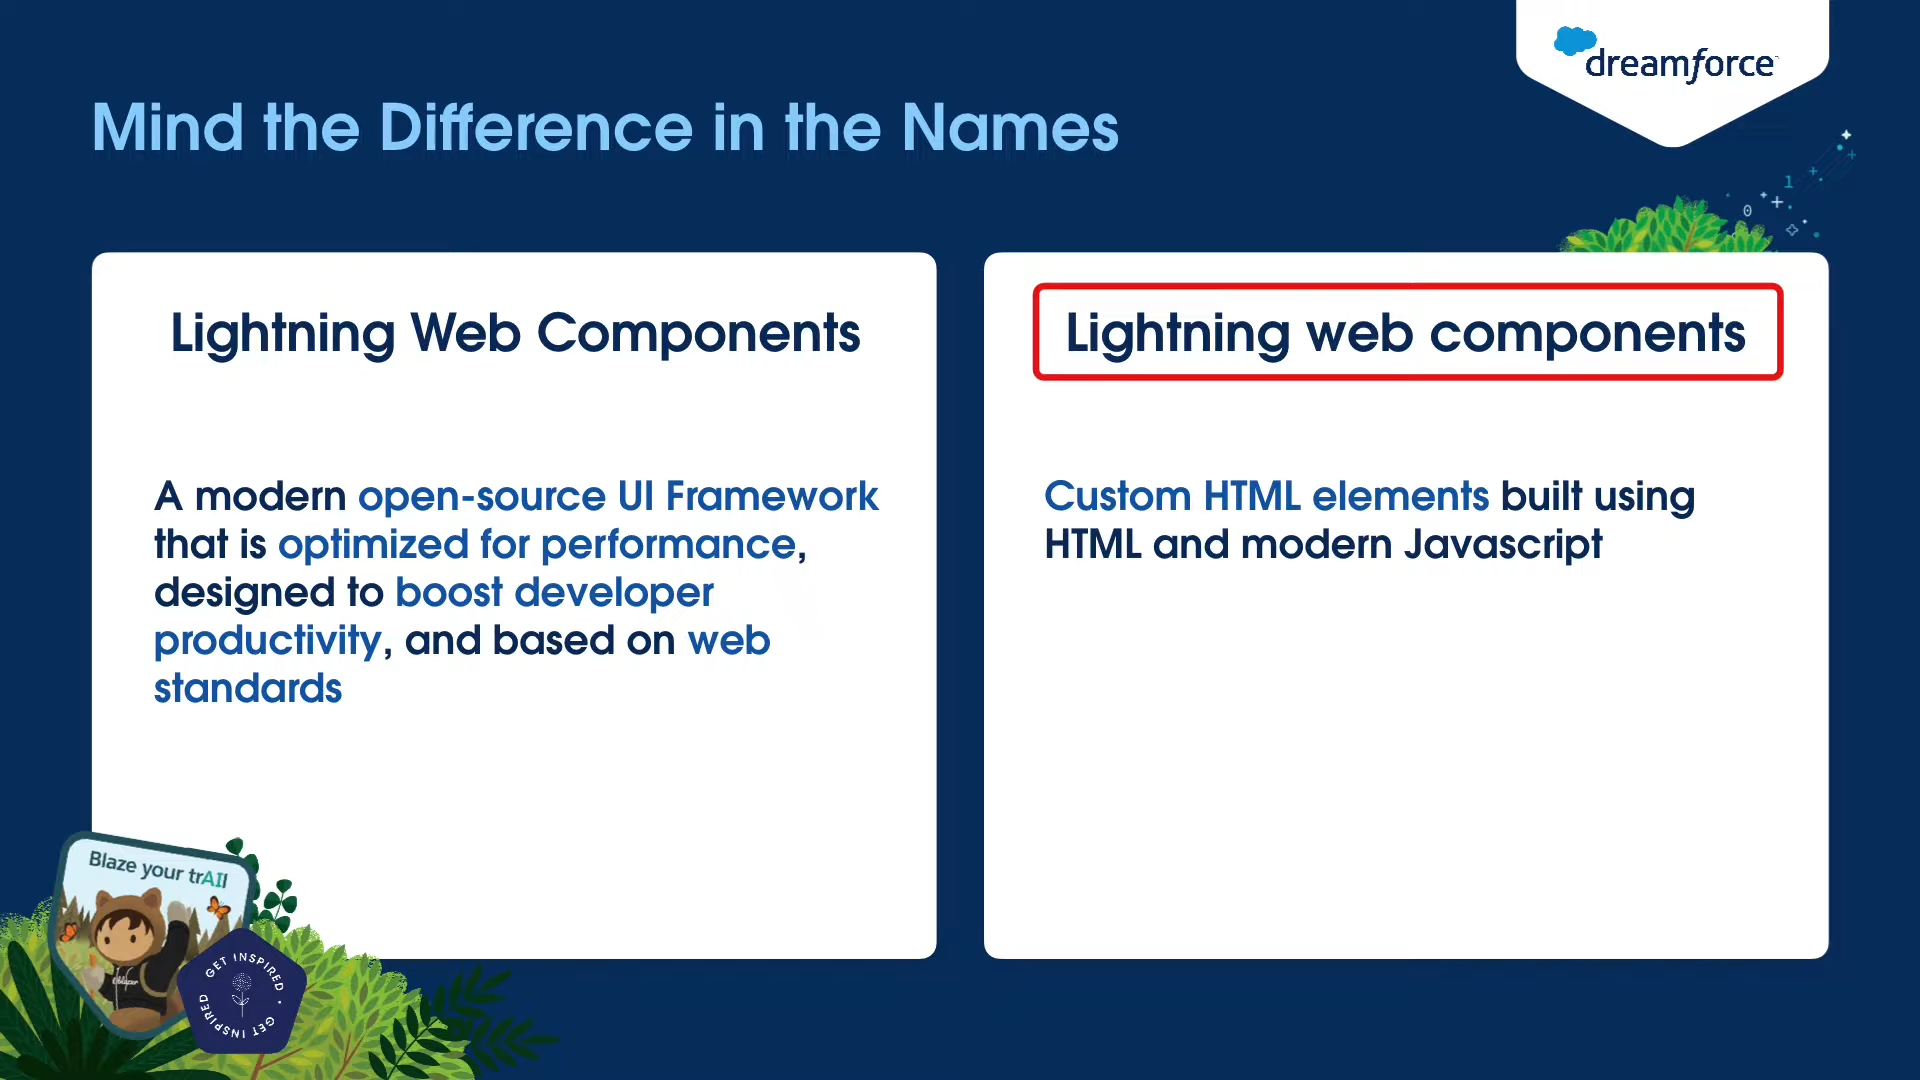 dreamforce
Mind the Difference in the Names
1
0
Lightning Web Components
A modern open-source UI Framework
that is optimized for performance,
designed to boost developer
productivity, and based on web
standards
Lightning web components
Custom HTML elements built using
HTML and modern Javascript
Blaze your trAIl
GET INSPIRED • GET INSPIRED